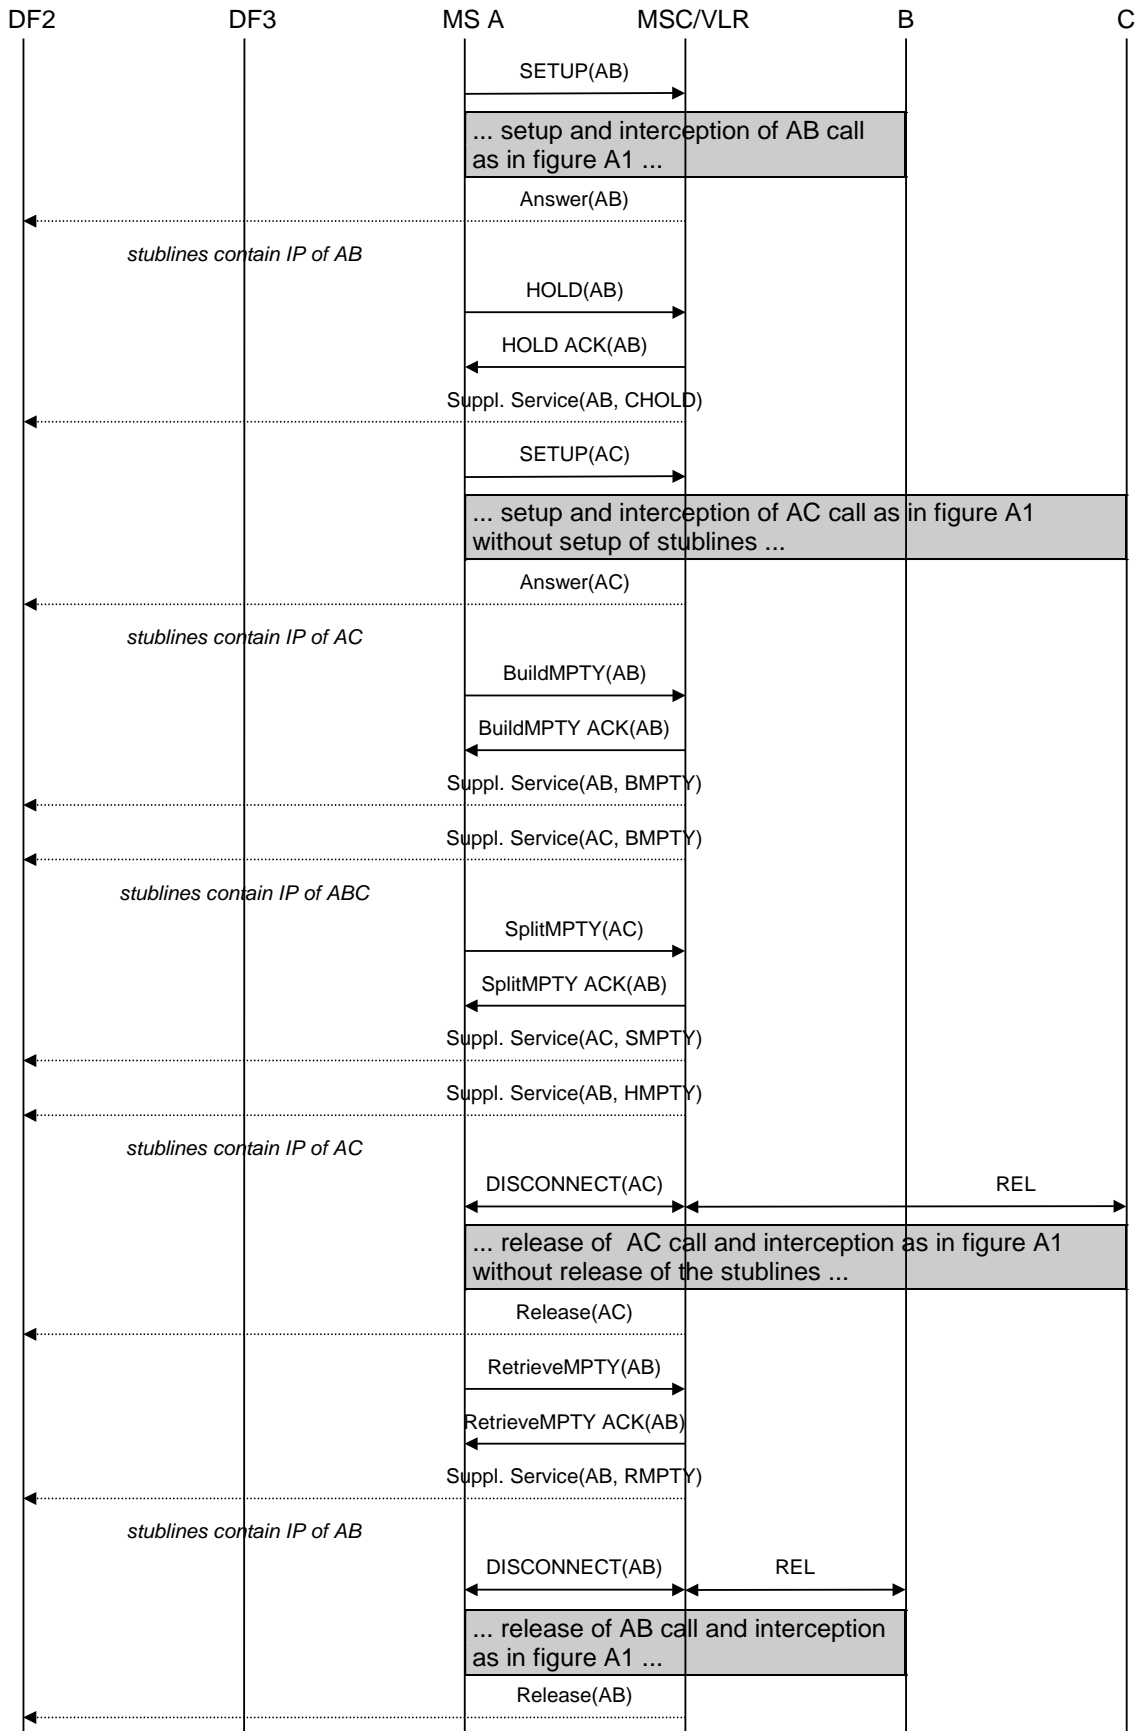 DF2 DF3 MS A MSC/VLR B C
SETUP(AB)
... setup and interception of AB call
as in figure A1 ...
Answer(AB)
stublines contain IP of AB
HOLD(AB)
HOLD ACK(AB)
Suppl. Service(AB, CHOLD)
SETUP(AC)
... setup and interception of AC call as in figure A1
without setup of stublines ...
Answer(AC)
stublines contain IP of AC
BuildMPTY(AB)
BuildMPTY ACK(AB)
Suppl. Service(AB, BMPTY)
Suppl. Service(AC, BMPTY)
stublines contain IP of ABC
SplitMPTY(AC)
SplitMPTY ACK(AB)
Suppl. Service(AC, SMPTY)
Suppl. Service(AB, HMPTY)
stublines contain IP of AC
DISCONNECT(AC) REL
... release of  AC call and interception as in figure A1
without release of the stublines ...
Release(AC)
RetrieveMPTY(AB)
RetrieveMPTY ACK(AB)
Suppl. Service(AB, RMPTY)
stublines contain IP of AB
DISCONNECT(AB) REL
... release of AB call and interception
as in figure A1 ...
Release(AB)